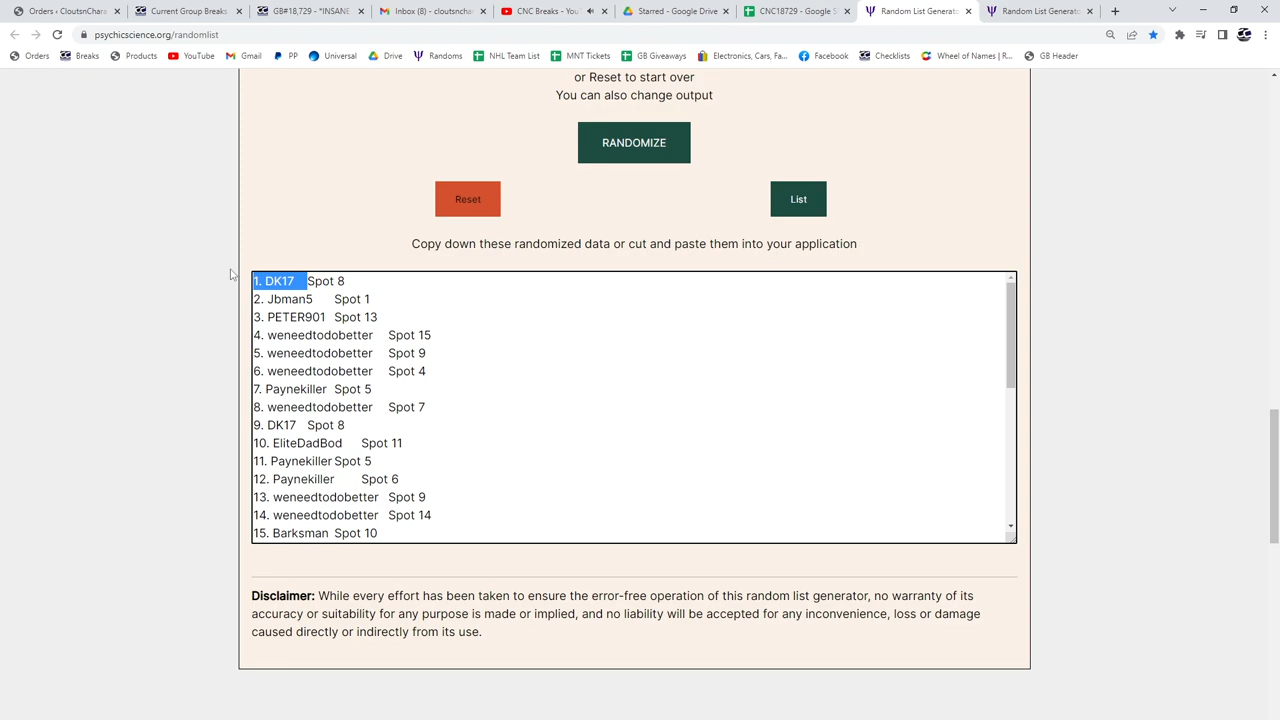 Orders ‹ CloutsnChara
Current Group Breaks
GB#18,729 - *INSANE
Inbox (8) - cloutsnchar
CNC Breaks - You
Starred - Google Drive
CNC18729 - Google S
Random List Generato
Random List Generato
psychicscience.org/randomlist
Orders
Breaks
Products
YouTube
Gmail
PP
Universal
Drive
Randoms
NHL Team List
MNT Tickets
GB Giveaways
Electronics, Cars, Fa...
Facebook
Checklists
Wheel of Names | R...
GB Header
or Reset to start over
You can also change output
RANDOMIZE
Reset
List
Copy down these randomized data or cut and paste them into your application
1. DK17 Spot 8
2. Jbman5 Spot 1
3. PETER901 Spot 13
4. weneedtodobetter Spot 15
5. weneedtodobetter Spot 9
6. weneedtodobetter Spot 4
7. Paynekiller Spot 5
8. weneedtodobetter Spot 7
9. DK17 Spot 8
10. EliteDadBod Spot 11
11. Paynekiller Spot 5
12. Paynekiller Spot 6
13. weneedtodobetter Spot 9
14. weneedtodobetter Spot 14
15. Barksman Spot 10
Disclaimer: While every effort has been taken to ensure the error-free operation of this random list generator, no warranty of its
accuracy or suitability for any purpose is made or implied, and no liability will be accepted for any inconvenience, loss or damage
caused directly or indirectly from its use.